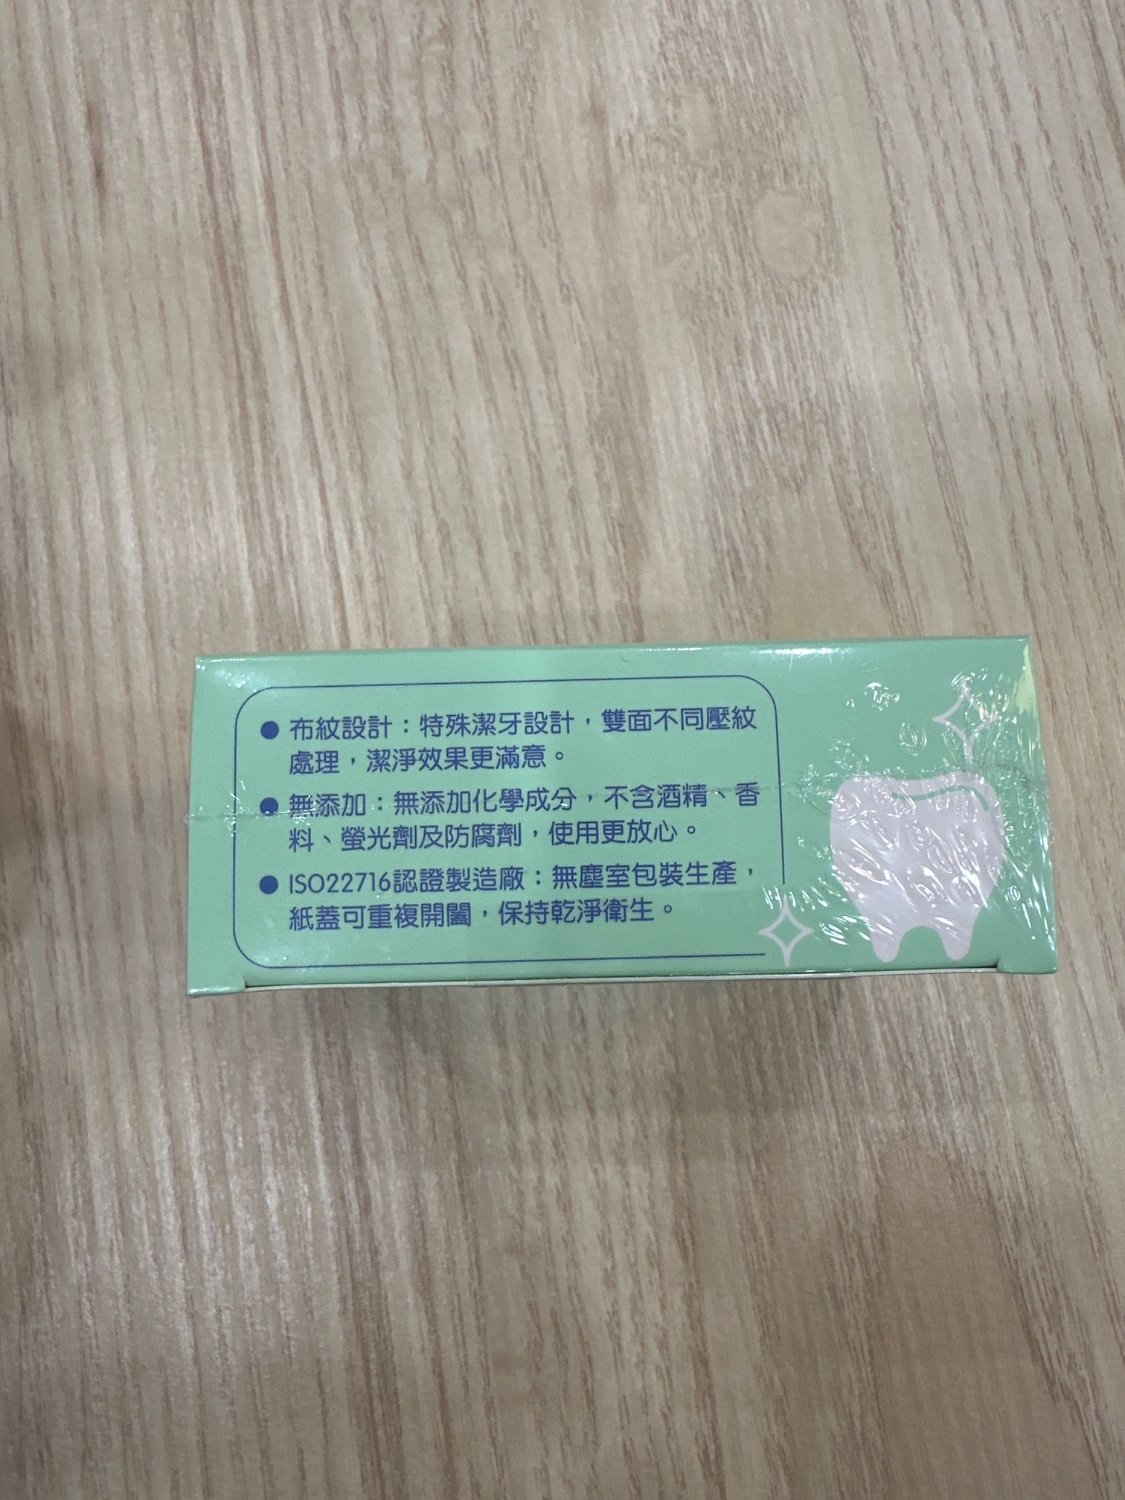 ●布紋設計：特殊潔牙設計，雙面不同壓紋
處理，潔淨效果更滿意。
●無添加：無添加化學成分，不含酒精、香
料、螢光劑及防腐劑，使用更放心。
●ISO22716認證製造廠：無塵室包裝生產，
紙蓋可重複開闔，保持乾淨衛生。